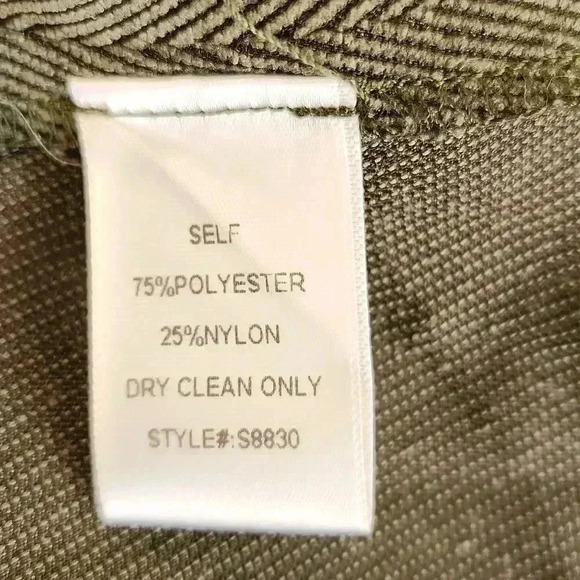 SELF
75%POLYESTER
25%NYLON
DRY CLEAN ONLY
STYLE#:S8830